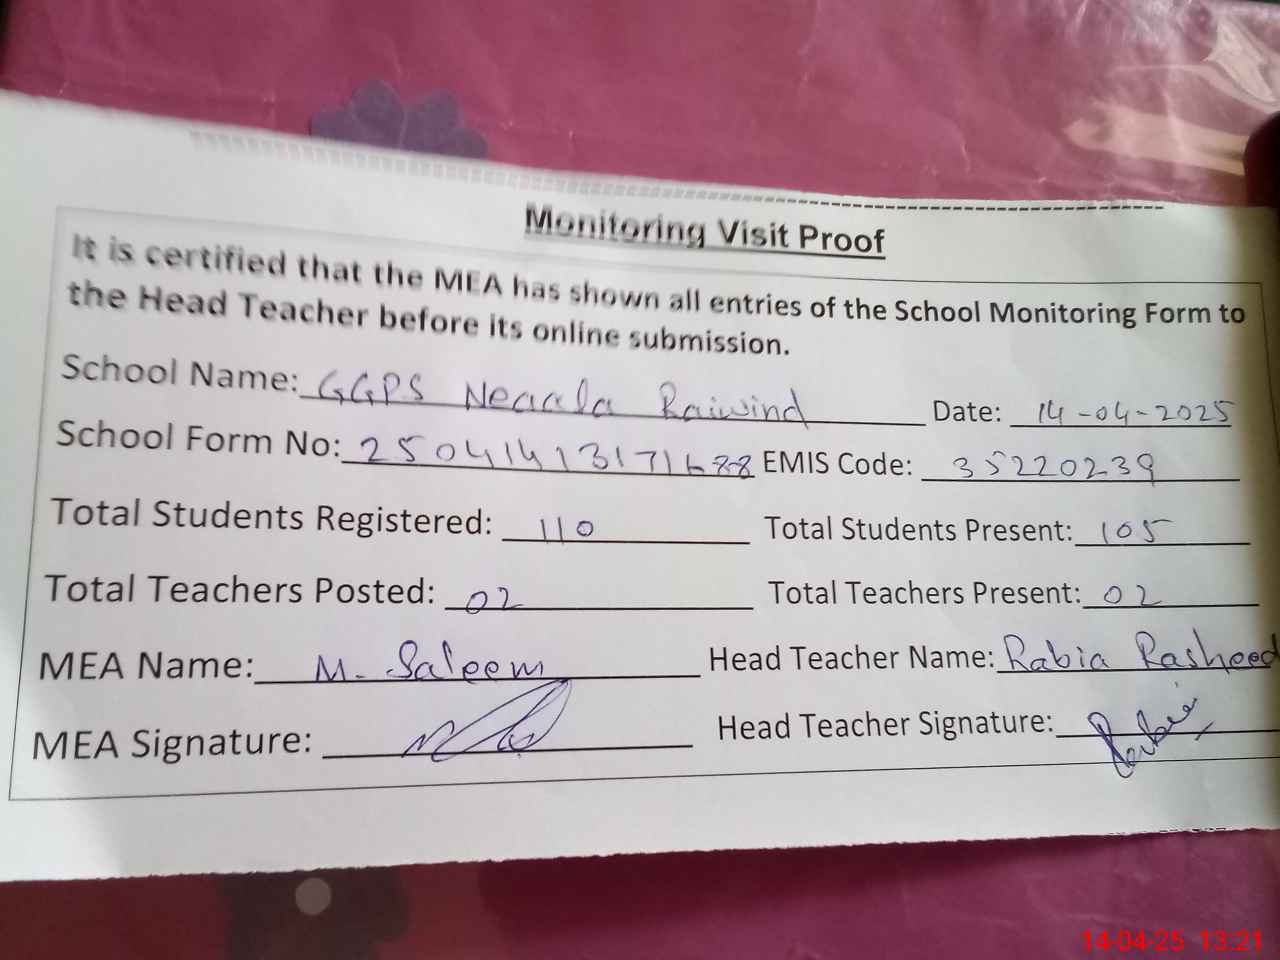 Monitoring Visit Proof
It is certified that the MEA has shown all entries of the School Monitoring Form to
the Head Teacher before its online submission.
School Name: GGPS Neaala Raiwind Date: 14-04-2025
School Form No: 25041413171688 EMIS Code: 35220239
Total Students Registered: 110 Total Students Present: 105
Total Teachers Posted: 02 Total Teachers Present: 02
MEA Name: M. Saleem Head Teacher Name: Rabia Rasheed
MEA Signature: Head Teacher Signature: Rabia
14-04-25 13:21